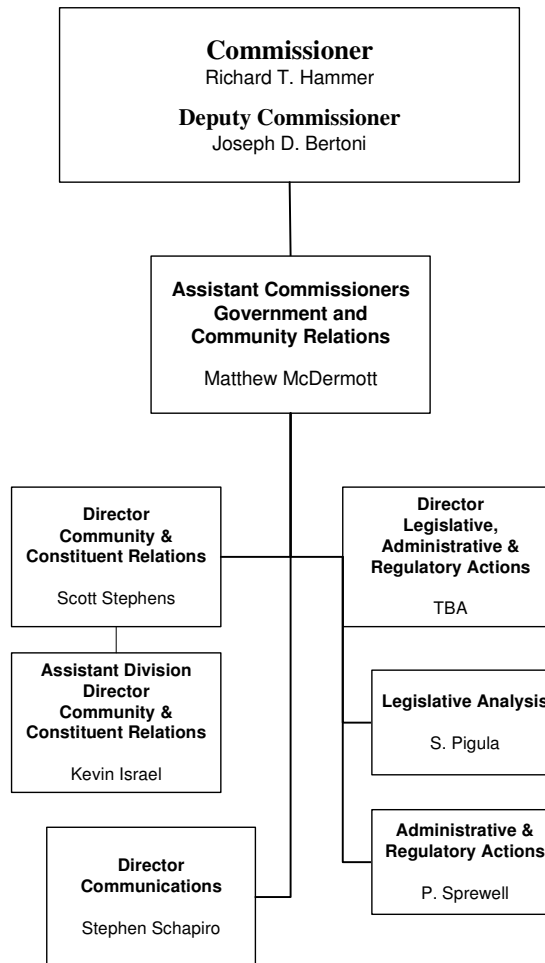 Commissioner
Richard T. Hammer
Deputy Commissioner
Joseph D. Bertoni
Assistant Commissioners
Government and
Community Relations
Matthew McDermott
Director
Community &
Constituent Relations
Scott Stephens
Director
Legislative,
Administrative &
Regulatory Actions
TBA
Assistant Division
Director
Community &
Constituent Relations
Kevin Israel
Legislative Analysis
S. Pigula
Administrative &
Regulatory Actions
P. Sprewell
Director
Communications
Stephen Schapiro